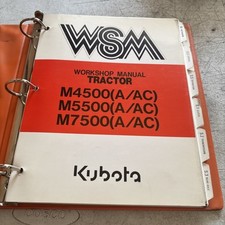 WSM
WORKSHOP MANUAL
TRACTOR
M4500(A/AC)
M5500(A/AC)
M7500(A/AC)
Kubota